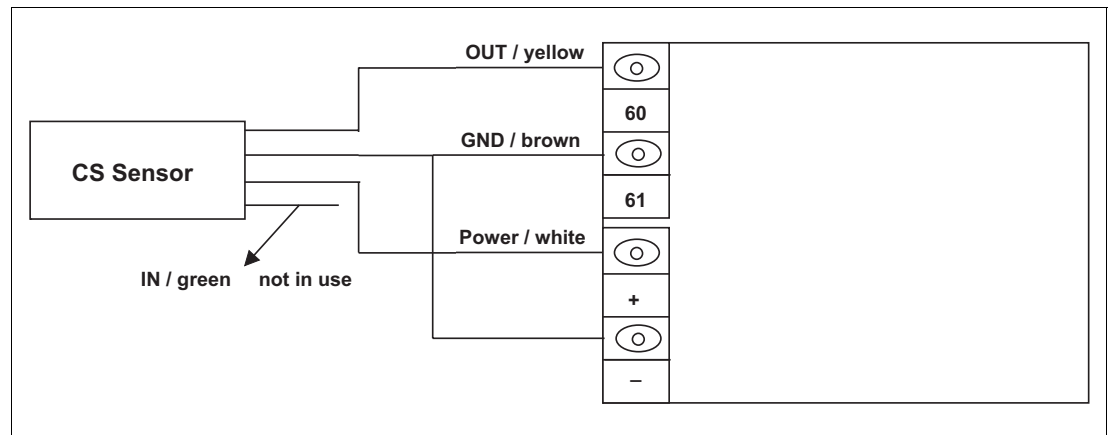 OUT / yellow
60
GND / brown
CS Sensor
61
Power / white
IN / green not in use
+
–